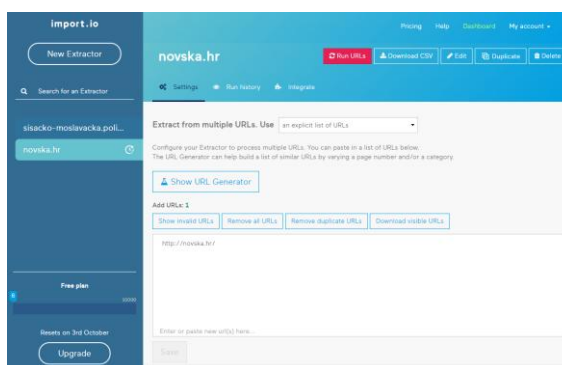 import.io
New Extractor
Search for an Extractor
sisacko-moslavacka.poli...
novska.hr
Free plan
Resets on 3rd October
Upgrade
Pricing Help Dashboard My account
novska.hr
Run URLs Download CSV Edit Duplicate Delete
Settings Run history Integrate
Extract from multiple URLs. Use an explicit list of URLs
Configure your Extractor to process multiple URLs. You can paste in a list of URLs below.
The URL Generator can help build a list of similar URLs by varying a page number and/or a category.
Show URL Generator
Add URLs: 1
Show invalid URLs Remove all URLs Remove duplicate URLs Download visible URLs
http://novska.hr/
Enter or paste new url(s) here...
Save